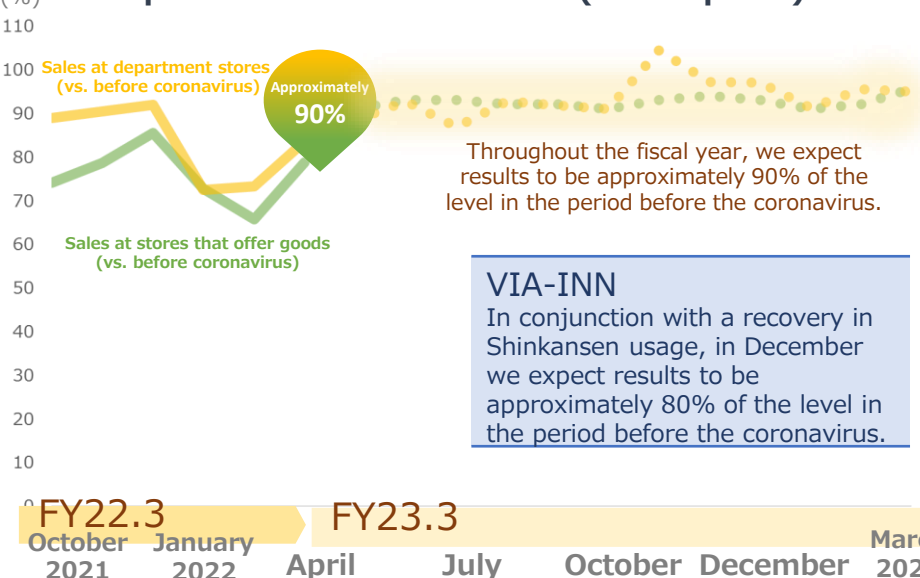 110
100
90
80
70
60
50
40
30
20
10
0
Sales at department stores
(vs. before coronavirus)
Approximately
90%
Sales at stores that offer goods
(vs. before coronavirus)
Throughout the fiscal year, we expect
results to be approximately 90% of the
level in the period before the coronavirus.
VIA-INN
In conjunction with a recovery in
Shinkansen usage, in December
we expect results to be
approximately 80% of the level in
the period before the coronavirus.
FY22.3
FY23.3
October
2021
January
2022
April
July
October
December